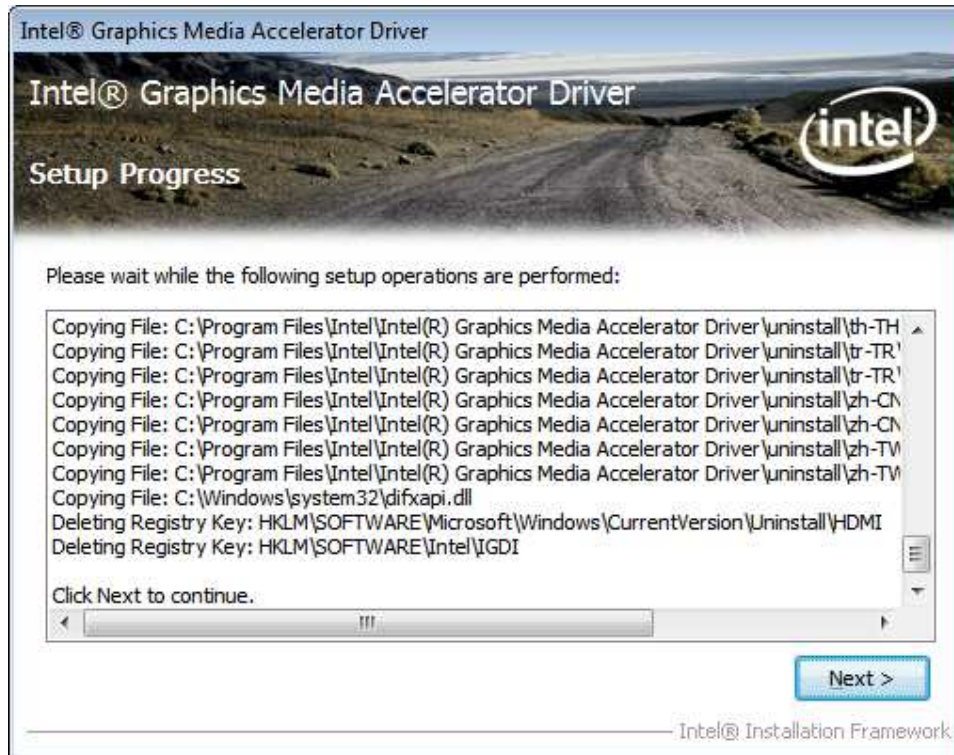 Intel® Graphics Media Accelerator Driver
Intel® Graphics Media Accelerator Driver
intel
Setup Progress
Please wait while the following setup operations are performed:
Copying File: C:\Program Files\Intel\Intel(R) Graphics Media Accelerator Driver\uninstall\th-TH
Copying File: C:\Program Files\Intel\Intel(R) Graphics Media Accelerator Driver\uninstall\tr-TR\
Copying File: C:\Program Files\Intel\Intel(R) Graphics Media Accelerator Driver\uninstall\tr-TR\
Copying File: C:\Program Files\Intel\Intel(R) Graphics Media Accelerator Driver\uninstall\zh-CN
Copying File: C:\Program Files\Intel\Intel(R) Graphics Media Accelerator Driver\uninstall\zh-CN
Copying File: C:\Program Files\Intel\Intel(R) Graphics Media Accelerator Driver\uninstall\zh-TW
Copying File: C:\Program Files\Intel\Intel(R) Graphics Media Accelerator Driver\uninstall\zh-TW
Copying File: C:\Windows\system32\difxapi.dll
Deleting Registry Key: HKLM\SOFTWARE\Microsoft\Windows\CurrentVersion\Uninstall\HDMI
Deleting Registry Key: HKLM\SOFTWARE\Intel\IGDI
Click Next to continue.
Next >
Intel® Installation Framework